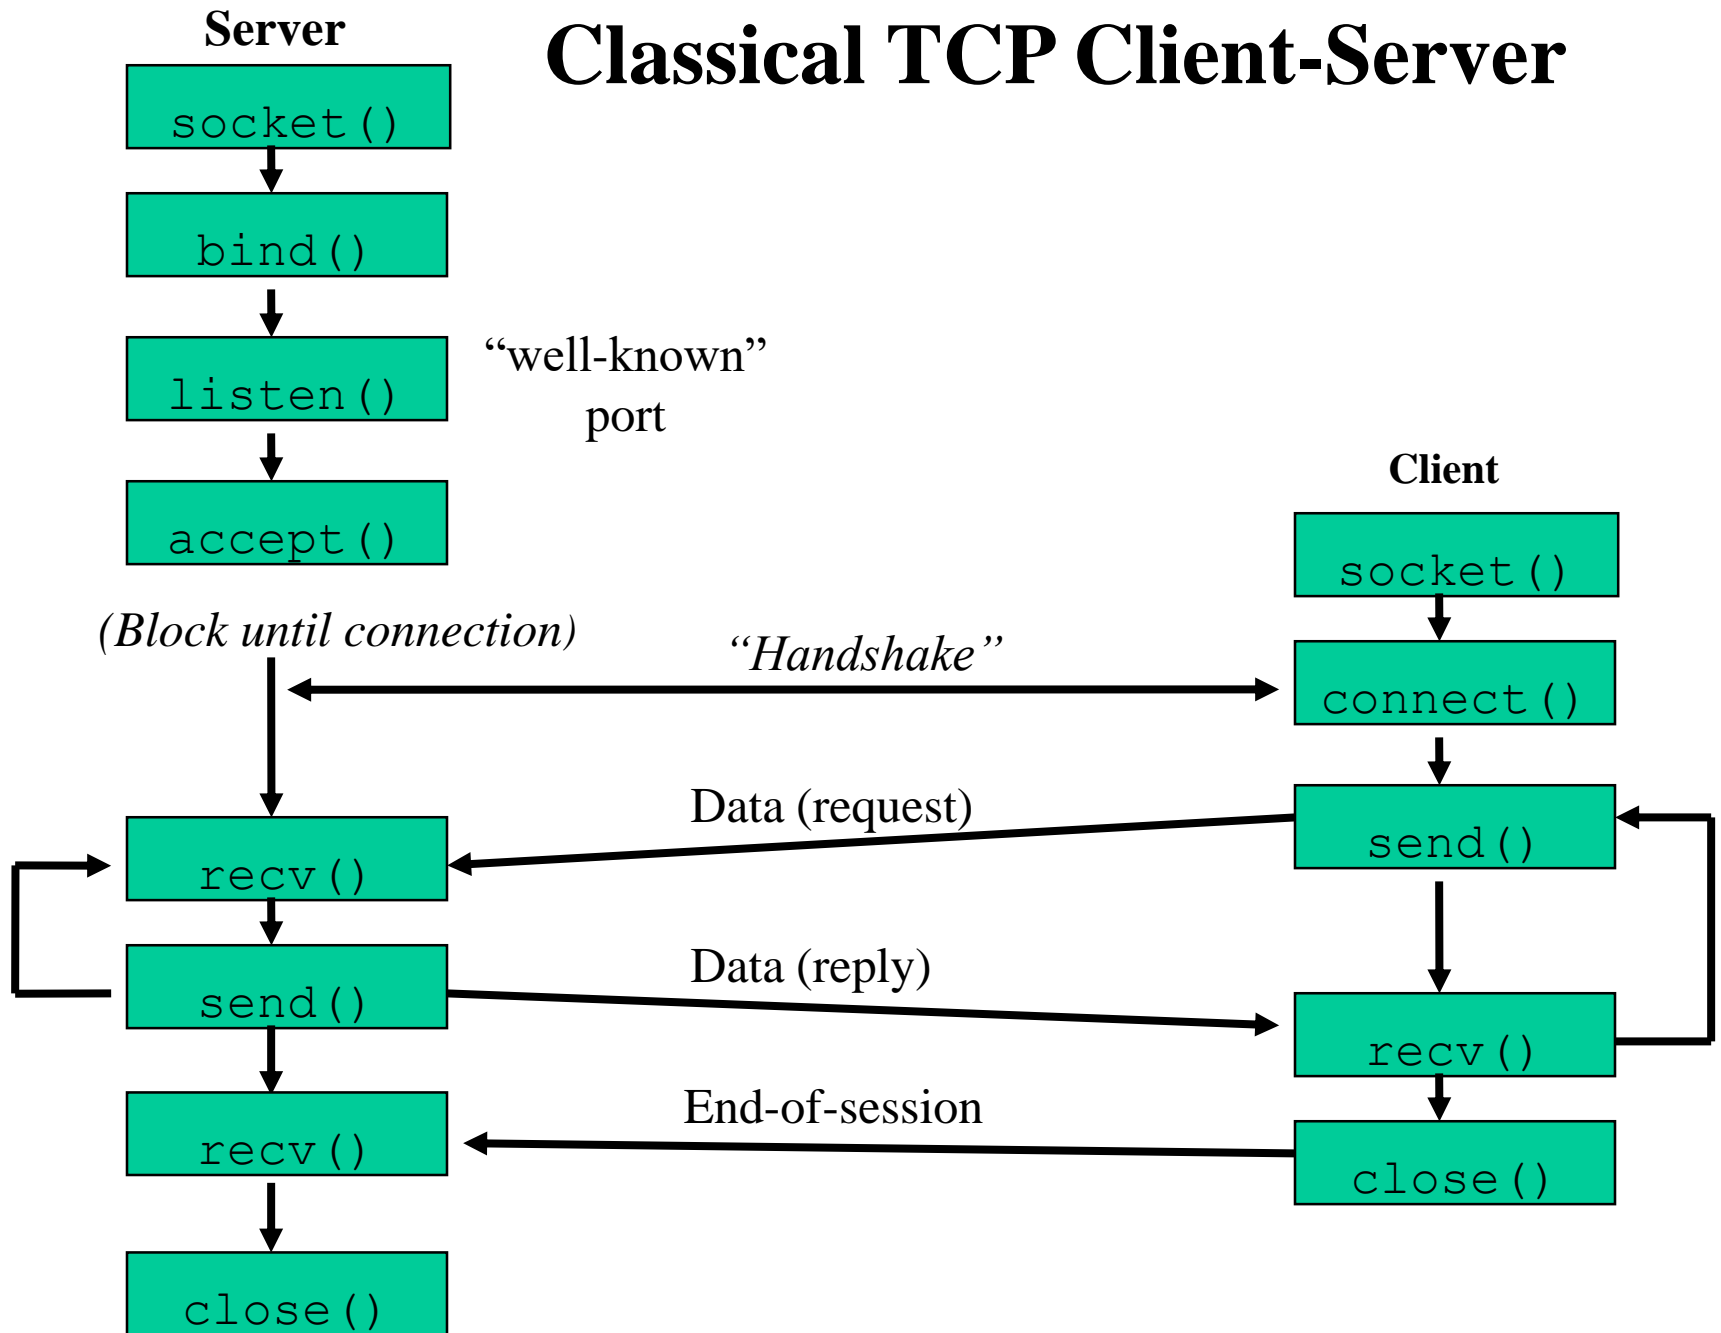 Classical TCP Client-Server
Server
socket()
bind()
listen()
“well-known”
port
accept()
(Block until connection)
“Handshake”
Client
socket()
connect()
Data (request)
send()
recv()
send()
Data (reply)
recv()
End-of-session
recv()
close()
close()